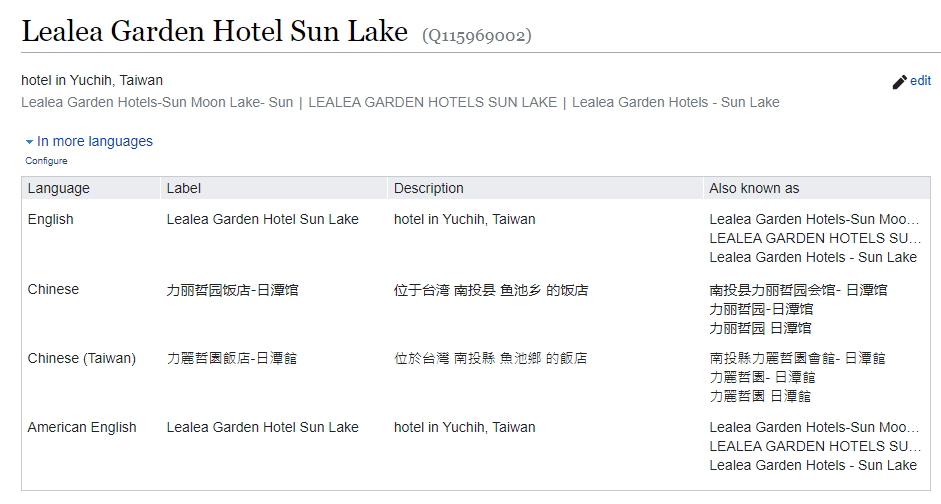 Lealea Garden Hotel Sun Lake (Q115969002)
hotel in Yuchih, Taiwan
edit
Lealea Garden Hotels-Sun Moon Lake- Sun | LEALEA GARDEN HOTELS SUN LAKE | Lealea Garden Hotels - Sun Lake
In more languages
Configure
Language Label Description Also known as
English Lealea Garden Hotel Sun Lake hotel in Yuchih, Taiwan Lealea Garden Hotels-Sun Moo…
LEALEA GARDEN HOTELS SU…
Lealea Garden Hotels - Sun Lake
Chinese 力丽哲园饭店-日潭馆 位于台湾 南投县 鱼池乡 的饭店 南投县力丽哲园会馆- 日潭馆
力丽哲园-日潭馆
力丽哲园 日潭馆
Chinese (Taiwan) 力麗哲園飯店-日潭館 位於台灣 南投縣 魚池鄉 的飯店 南投縣力麗哲園會館- 日潭館
力麗哲園- 日潭館
力麗哲園 日潭館
American English Lealea Garden Hotel Sun Lake hotel in Yuchih, Taiwan Lealea Garden Hotels-Sun Moo…
LEALEA GARDEN HOTELS SU…
Lealea Garden Hotels - Sun Lake